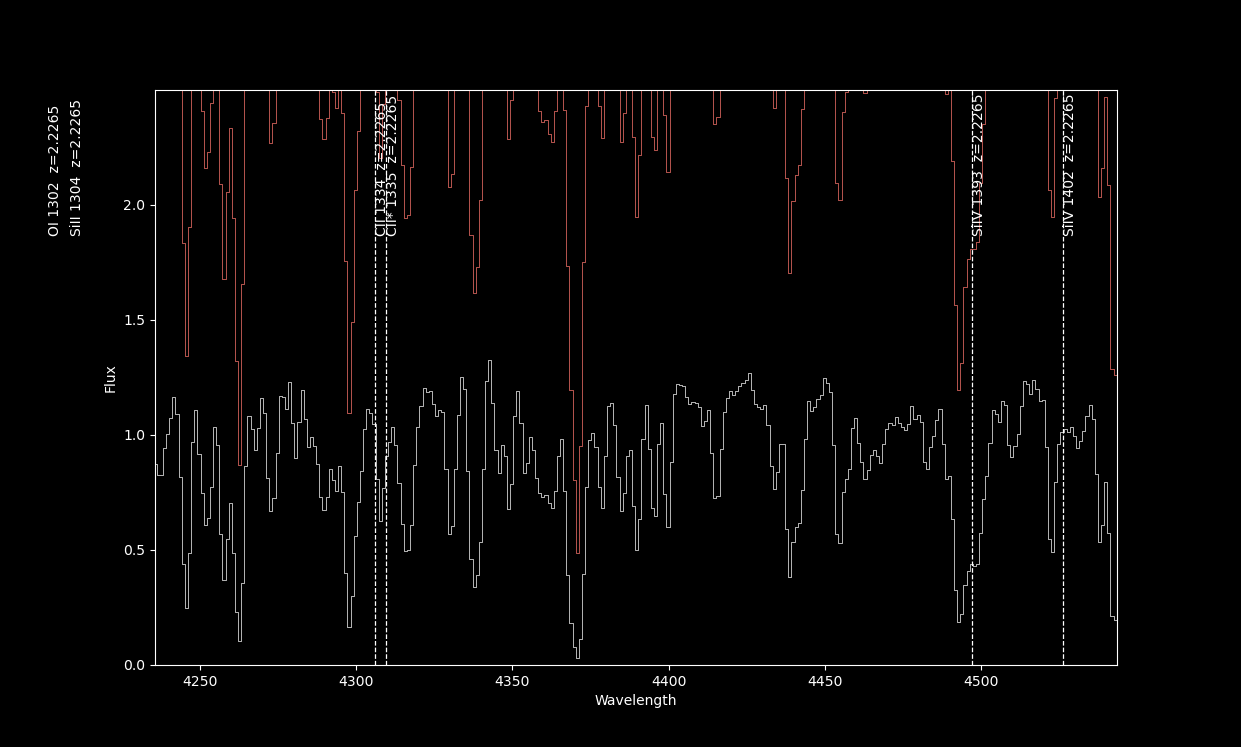 OI 1302  z=2.2265
SiII 1304  z=2.2265
CII 1334  z=2.2265
CII* 1335  z=2.2265
SiIV 1393  z=2.2265
SiIV 1402  z=2.2265
2.0
1.5
1.0
0.5
0.0
Flux
4250
4300
4350
4400
4450
4500
Wavelength